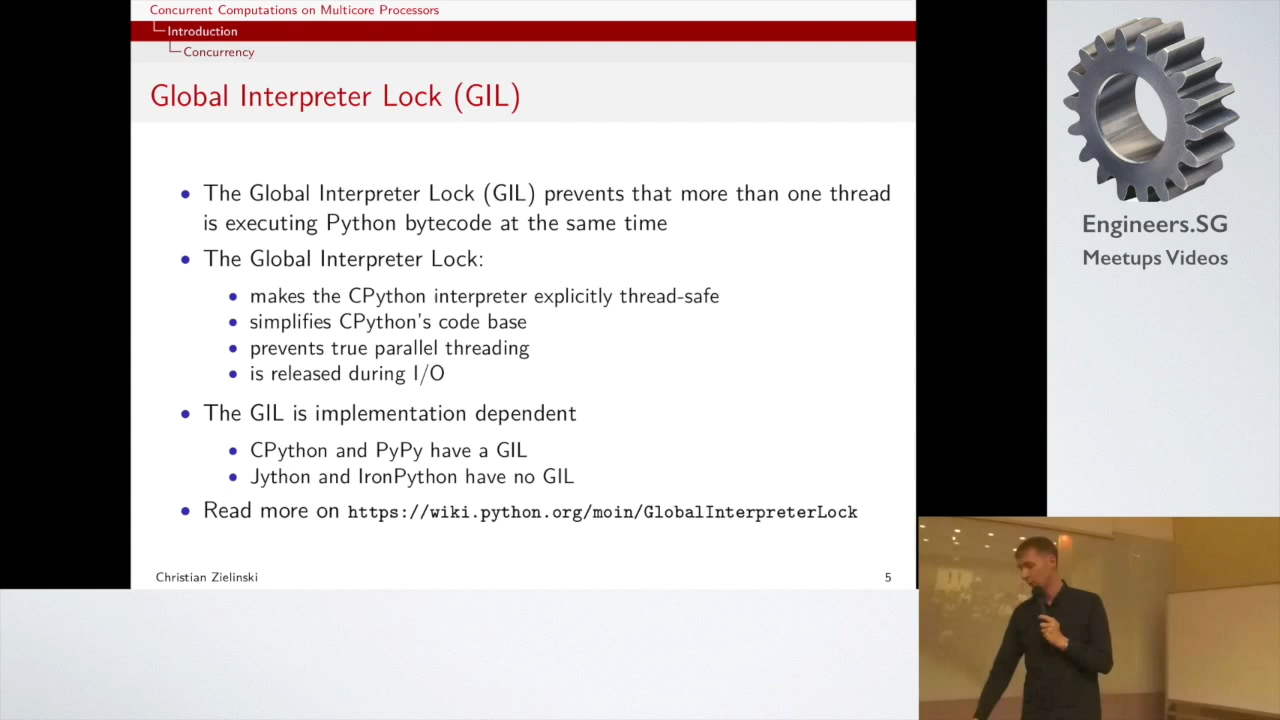 Concurrent Computations on Multicore Processors
Introduction
Concurrency
Global Interpreter Lock (GIL)
• The Global Interpreter Lock (GIL) prevents that more than one thread
is executing Python bytecode at the same time
• The Global Interpreter Lock:
• makes the CPython interpreter explicitly thread-safe
• simplifies CPython's code base
• prevents true parallel threading
• is released during I/O
• The GIL is implementation dependent
• CPython and PyPy have a GIL
• Jython and IronPython have no GIL
• Read more on https://wiki.python.org/moin/GlobalInterpreterLock
Christian Zielinski
5
Engineers.SG
Meetups Videos